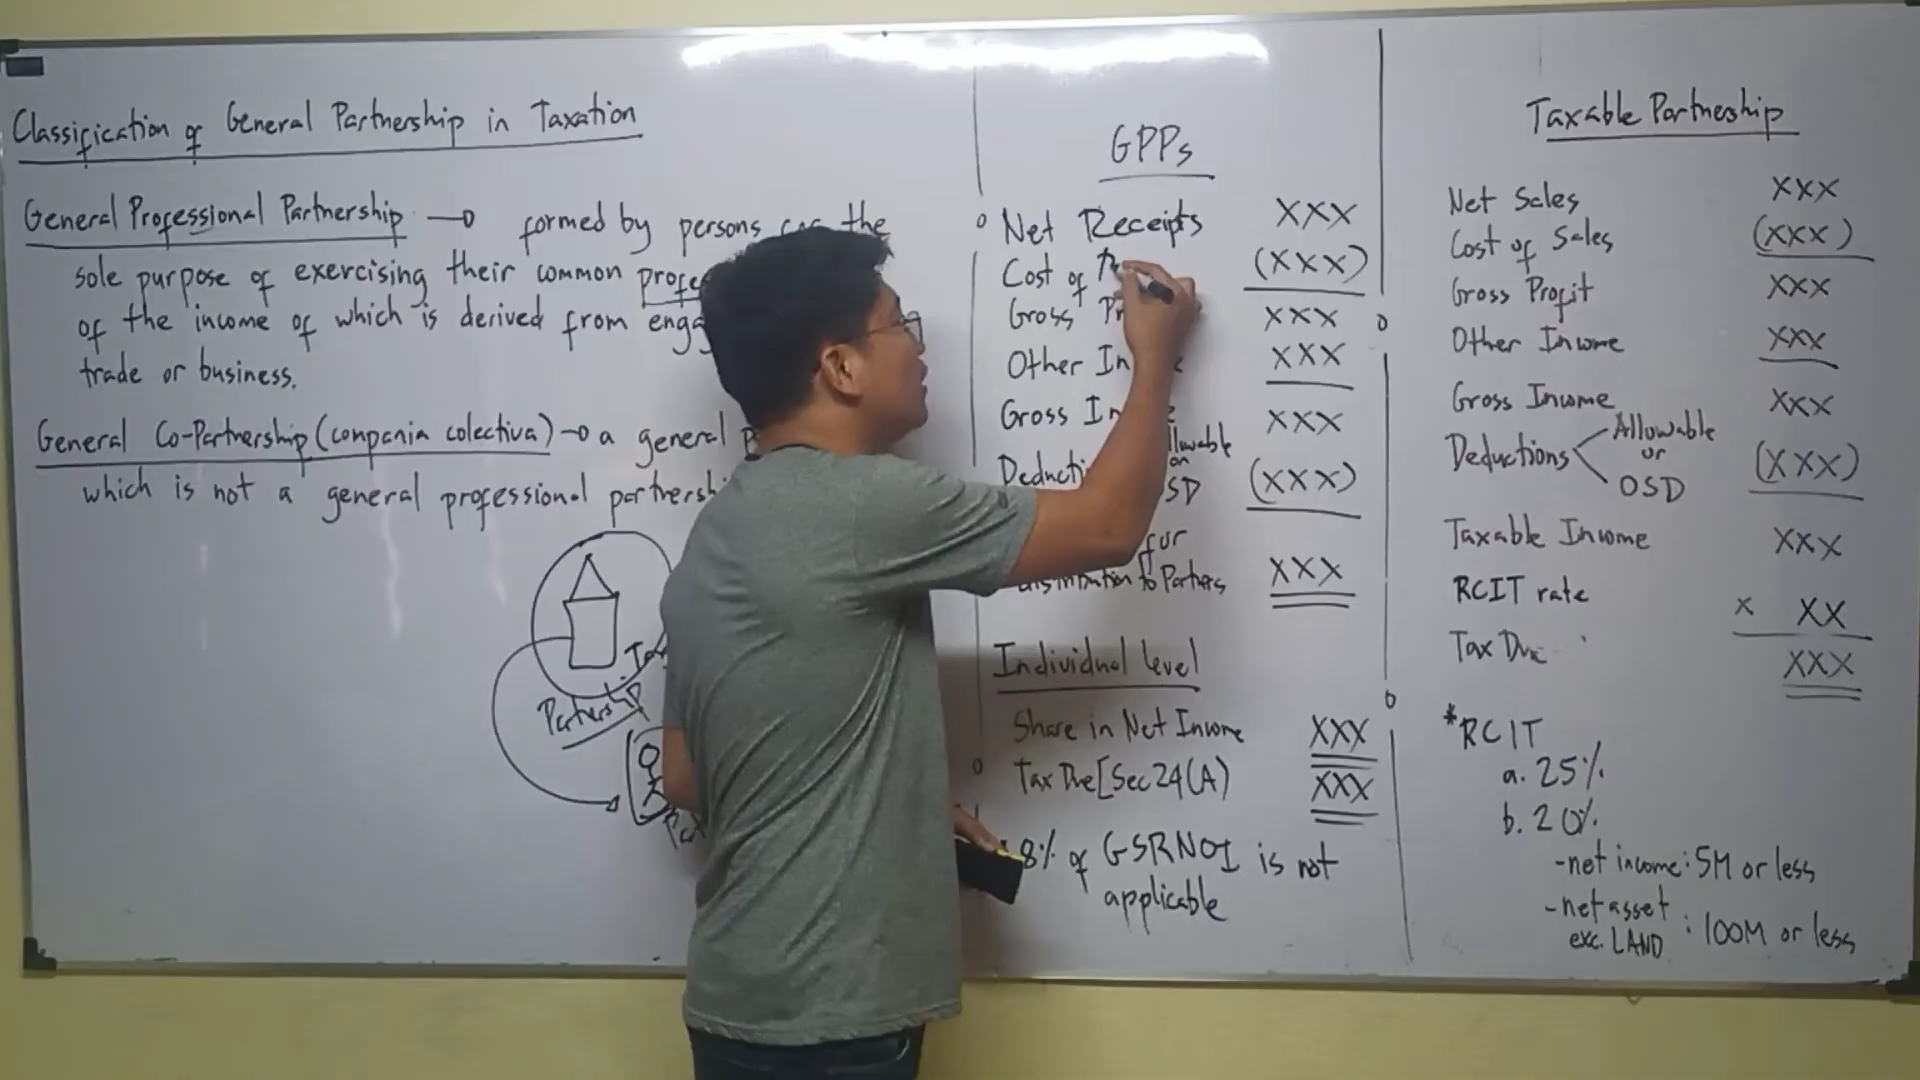 Classification of General Partnership in Taxation
General Professional Partnership → formed by persons for the
sole purpose of exercising their common
of the income of which is derived from
trade or business.
General Co-Partnership (compania colectiva) → a general
which is not a general professional
Partnership
GPPs
Net Receipts XXX
Cost of (XXX)
Gross XXX
Other XXX
Gross XXX
OSD (XXX)
for
to Partners XXX
Individual level
Share in Net Income XXX
Tax Due [Sec 24(A) XXX
8% of GSRNOI is not
applicable
Taxable Partnership
Net Sales XXX
Cost of Sales (XXX)
Gross Profit XXX
Other Income XXX
Gross Income XXX
Deductions < Allowable or OSD (XXX)
Taxable Income XXX
RCIT rate x XX
Tax Due XXX
*RCIT
a. 25%
b. 20%
-net income: 5M or less
-net asset
exc. LAND : 100M or less